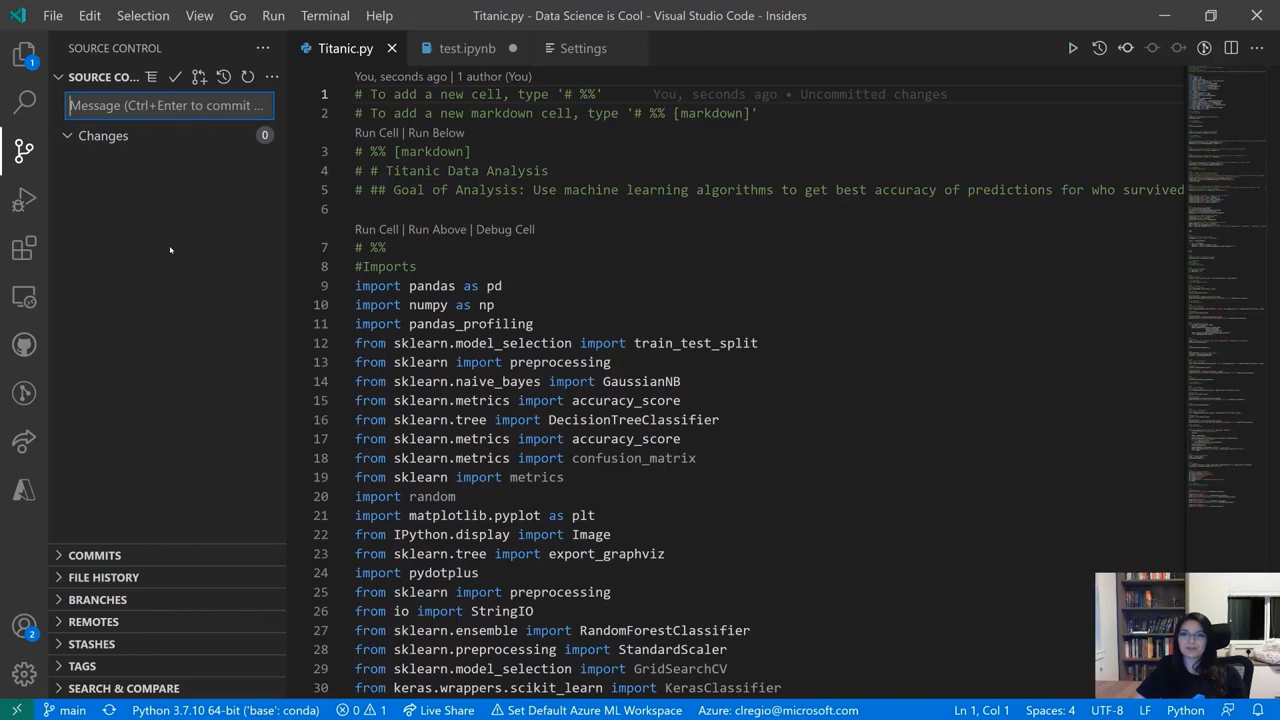 File Edit Selection View Go Run Terminal Help
Titanic.py - Data Science is Cool - Visual Studio Code - Insiders
SOURCE CONTROL
Titanic.py
test.ipynb
Settings
1
SOURCE CO...
Message (Ctrl+Enter to commit ...
Changes
0
You, seconds ago | 1 author (You)
1 # To add a new cell, type '# %%' You, seconds ago • Uncommitted changes
2 # To add a new markdown cell, type '# %% [markdown]'
Run Cell | Run Below
3 # %% [markdown]
4 # # Titanic Data Demo
5 # ## Goal of Analysis: Use machine learning algorithms to get best accuracy of predictions for who survived
6
Run Cell | Run Above | Debug Cell
7 # %%
8 #Imports
9 import pandas as pd
10 import numpy as np
11 import pandas_profiling
12 from sklearn.model_selection import train_test_split
13 from sklearn import preprocessing
14 from sklearn.naive_bayes import GaussianNB
15 from sklearn.metrics import accuracy_score
16 from sklearn.tree import DecisionTreeClassifier
17 from sklearn.metrics import accuracy_score
18 from sklearn.metrics import confusion_matrix
19 from sklearn import metrics
20 import random
21 import matplotlib.pyplot as plt
22 from IPython.display import Image
23 from sklearn.tree import export_graphviz
24 import pydotplus
25 from sklearn import preprocessing
26 from io import StringIO
27 from sklearn.ensemble import RandomForestClassifier
28 from sklearn.preprocessing import StandardScaler
29 from sklearn.model_selection import GridSearchCV
30 from keras.wrappers.scikit_learn import KerasClassifier
COMMITS
FILE HISTORY
BRANCHES
REMOTES
STASHES
TAGS
SEARCH & COMPARE
2
main
Python 3.7.10 64-bit ('base': conda)
0
1
Live Share
set Default Azure ML Workspace
Azure: clregio@microsoft.com
Ln 1, Col 1
Spaces: 4
UTF-8
LF
Python